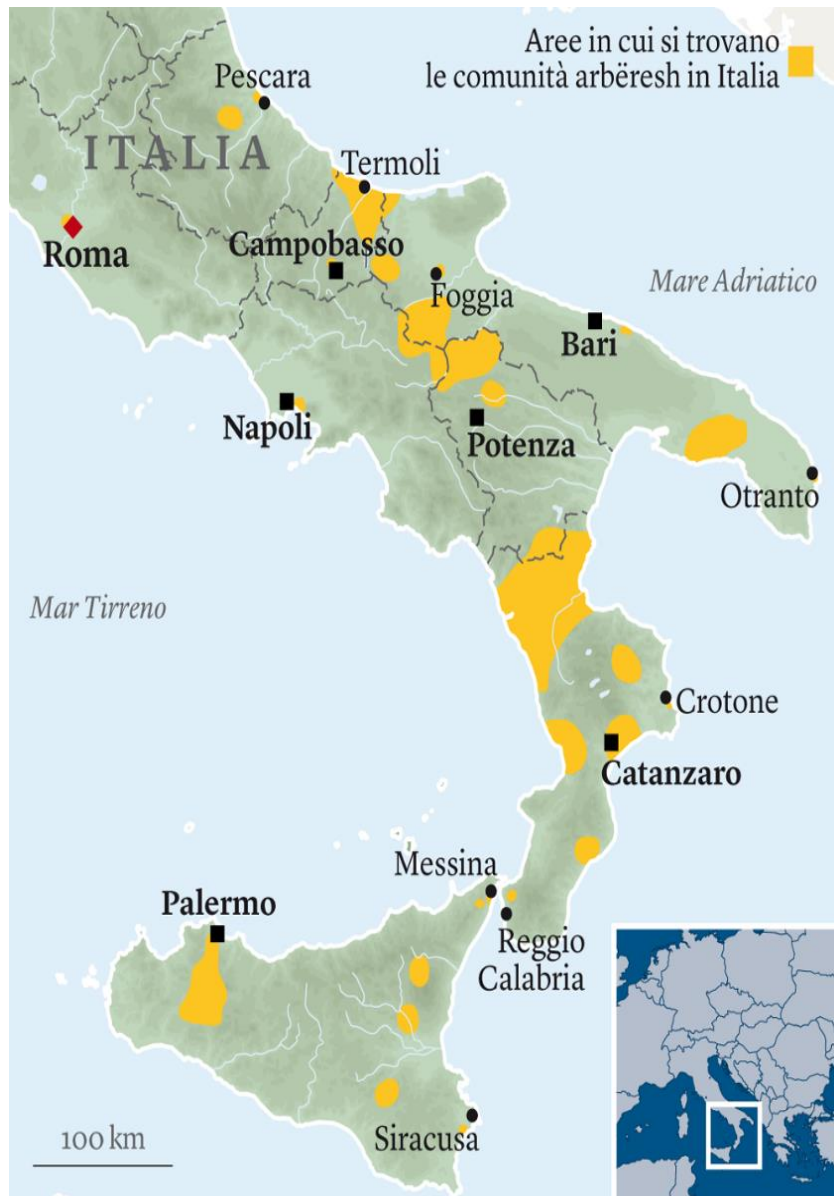 Aree in cui si trovano
le comunità arbëresh in Italia
Pescara
ITALIA
Termoli
Roma
Campobasso
Foggia
Mare Adriatico
Bari
Napoli
Potenza
Otranto
Mar Tirreno
Crotone
Catanzaro
Messina
Palermo
Reggio
Calabria
Siracusa
100 km